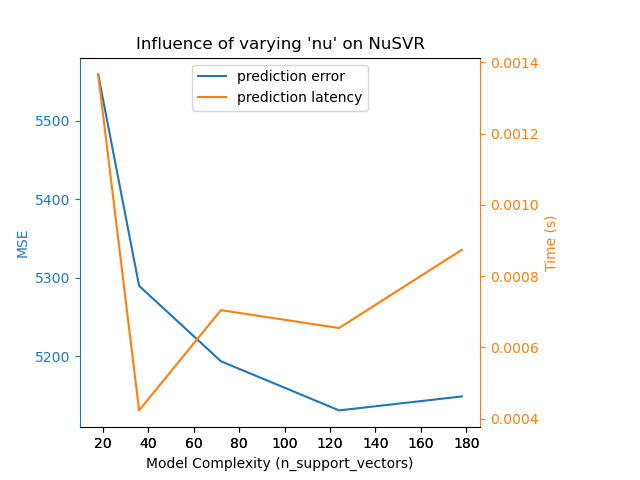 Influence of varying 'nu' on NuSVR
prediction error
prediction latency
5500
5400
5300
5200
MSE
0.0014
0.0012
0.0010
0.0008
0.0006
0.0004
Time (s)
20 40 60 80 100 120 140 160 180
Model Complexity (n_support_vectors)